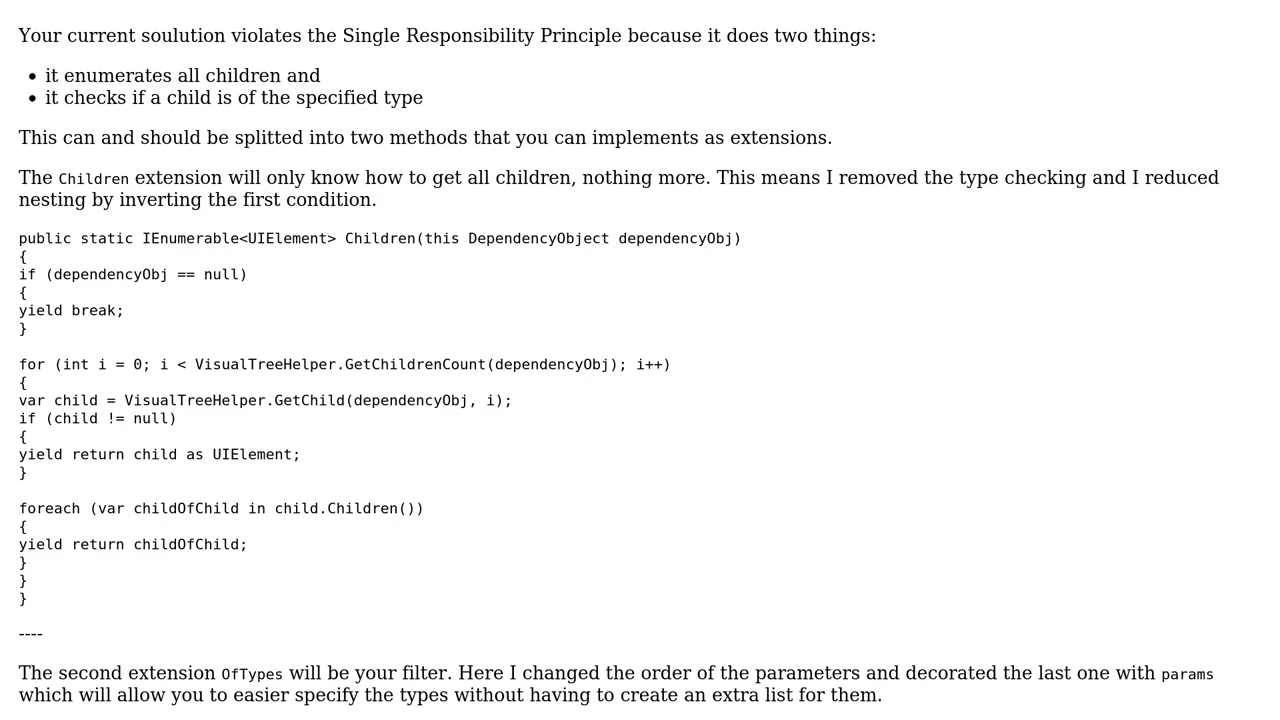 Your current soulution violates the Single Responsibility Principle because it does two things:
• it enumerates all children and
• it checks if a child is of the specified type
This can and should be splitted into two methods that you can implements as extensions.
The Children extension will only know how to get all children, nothing more. This means I removed the type checking and I reduced
nesting by inverting the first condition.
public static IEnumerable<UIElement> Children(this DependencyObject dependencyObj)
{
if (dependencyObj == null)
{
yield break;
}
for (int i = 0; i < VisualTreeHelper.GetChildrenCount(dependencyObj); i++)
{
var child = VisualTreeHelper.GetChild(dependencyObj, i);
if (child != null)
{
yield return child as UIElement;
}
foreach (var childOfChild in child.Children())
{
yield return childOfChild;
}
}
}
----
The second extension OfTypes will be your filter. Here I changed the order of the parameters and decorated the last one with params
which will allow you to easier specify the types without having to create an extra list for them.